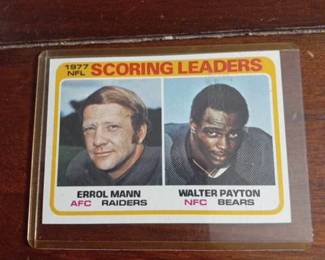 1977 NFL SCORING LEADERS
ERROL MANN
AFC RAIDERS
WALTER PAYTON
NFC BEARS